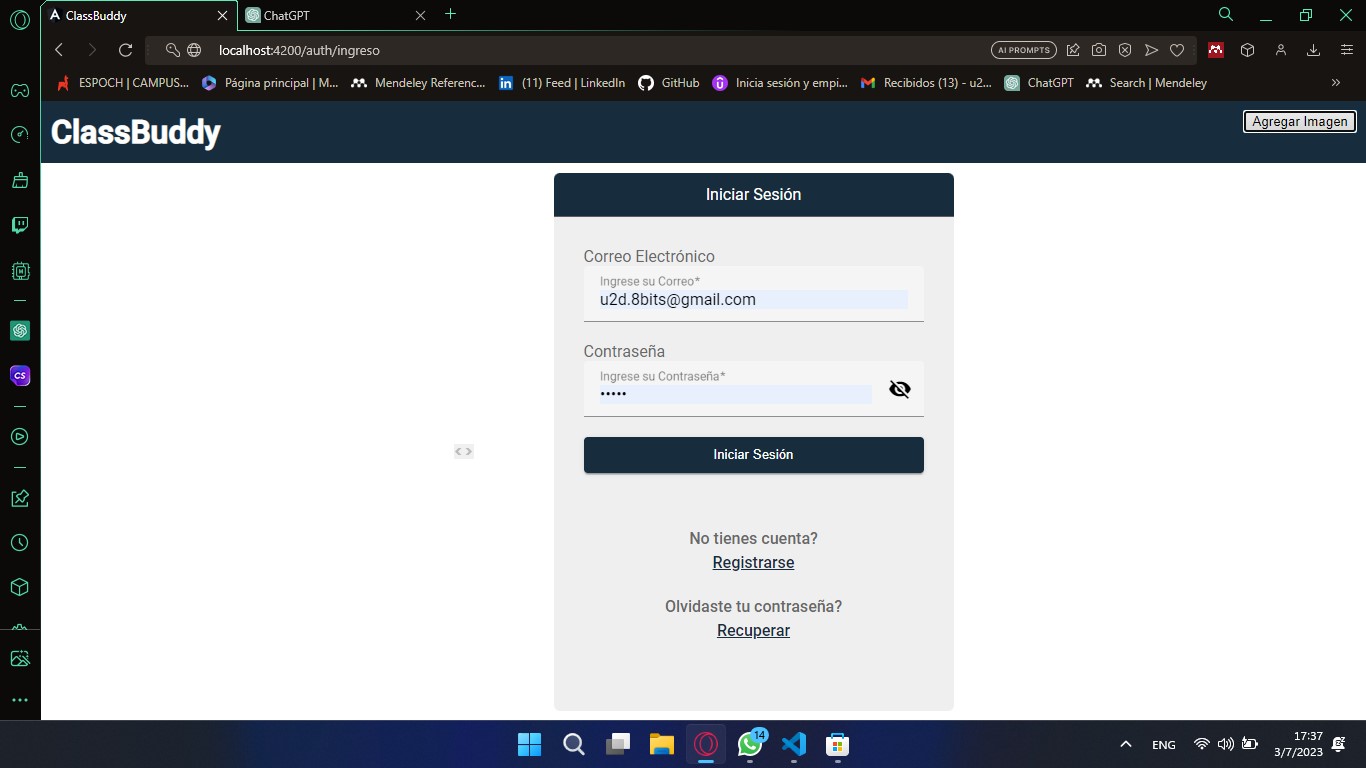 ClassBuddy
ChatGPT
localhost:4200/auth/ingreso
AI PROMPTS
ESPOCH | CAMPUS...
Página principal | M...
Mendeley Referenc...
(11) Feed | LinkedIn
GitHub
Inicia sesión y empi...
Recibidos (13) - u2...
ChatGPT
Search | Mendeley
ClassBuddy
Agregar Imagen
Iniciar Sesión
Correo Electrónico
Ingrese su Correo*
u2d.8bits@gmail.com
Contraseña
Ingrese su Contraseña*
•••••
Iniciar Sesión
No tienes cuenta?
Registrarse
Olvidaste tu contraseña?
Recuperar
CS
14
ENG
17:37
3/7/2023